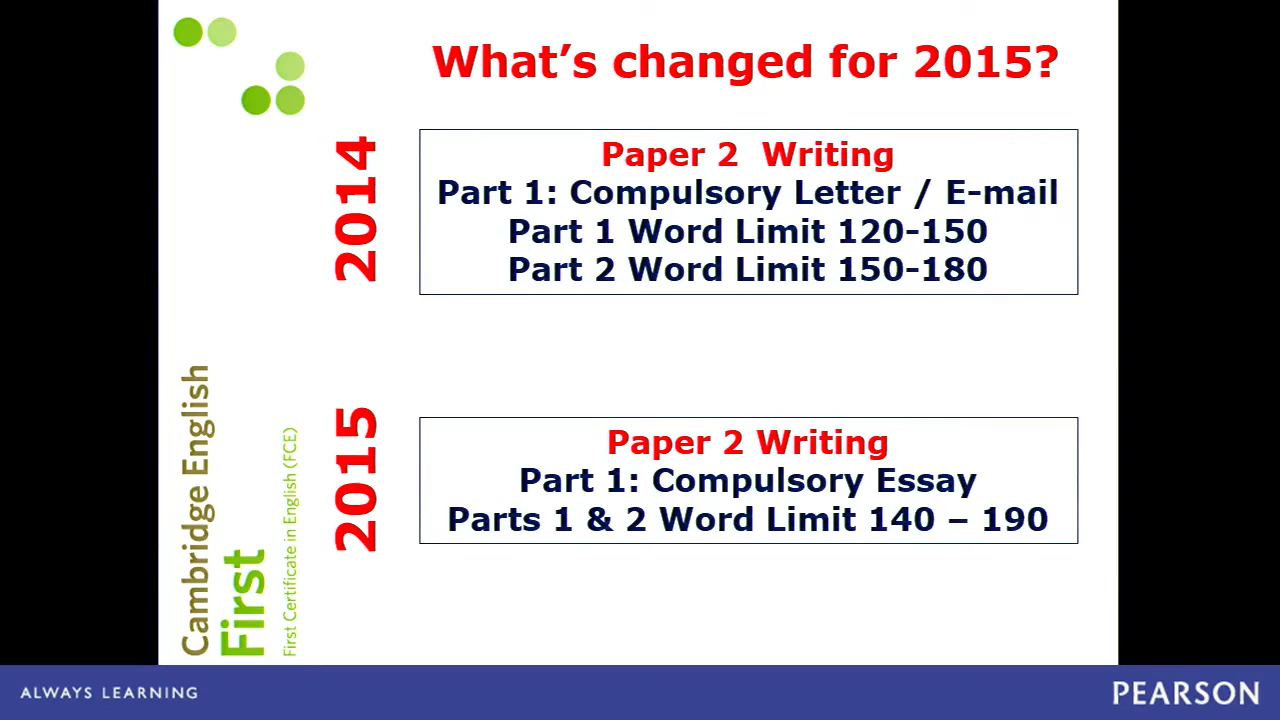 What's changed for 2015?
2014
Paper 2  Writing
Part 1: Compulsory Letter / E-mail
Part 1 Word Limit 120-150
Part 2 Word Limit 150-180
2015
Paper 2 Writing
Part 1: Compulsory Essay
Parts 1 & 2 Word Limit 140 – 190
Cambridge English
First
First Certificate in English (FCE)
ALWAYS LEARNING
PEARSON